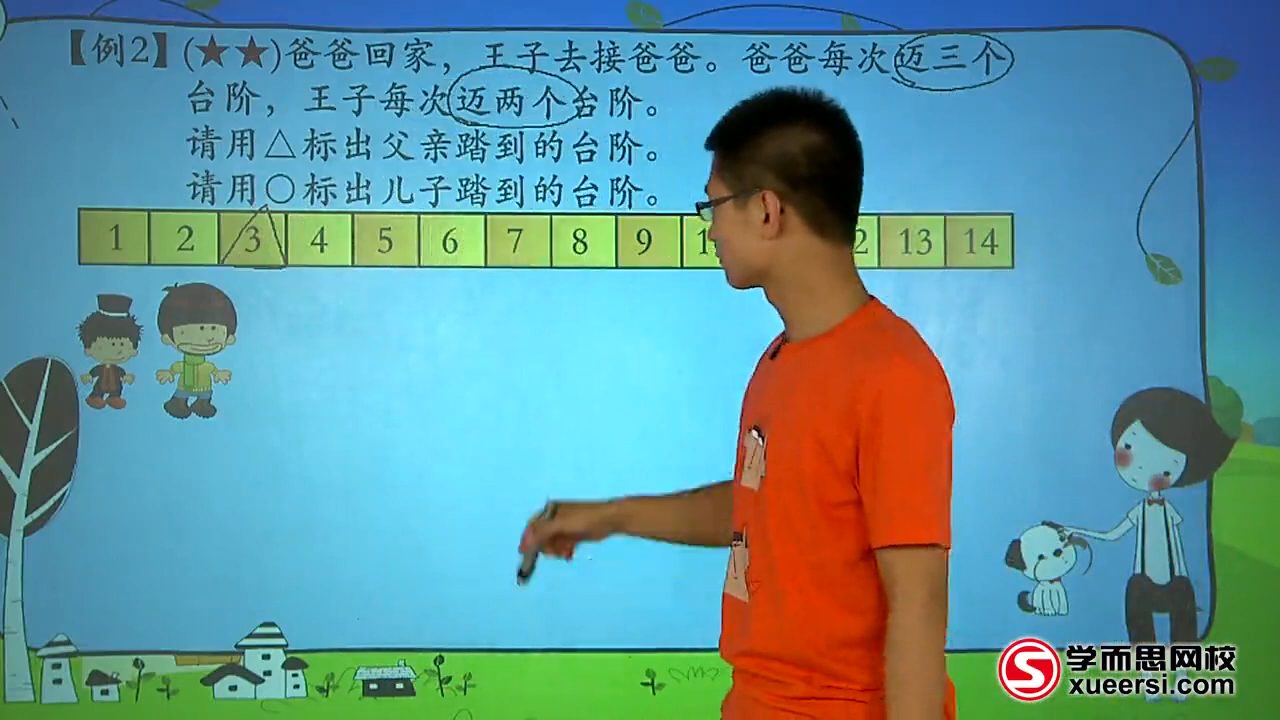 【例2】(★★)爸爸回家，王子去接爸爸。爸爸每次迈三个
台阶，王子每次迈两个台阶。
请用△标出父亲踏到的台阶。
请用○标出儿子踏到的台阶。
1 2 3 4 5 6 7 8 9 1 2 13 14
学而思网校
xueersi.com